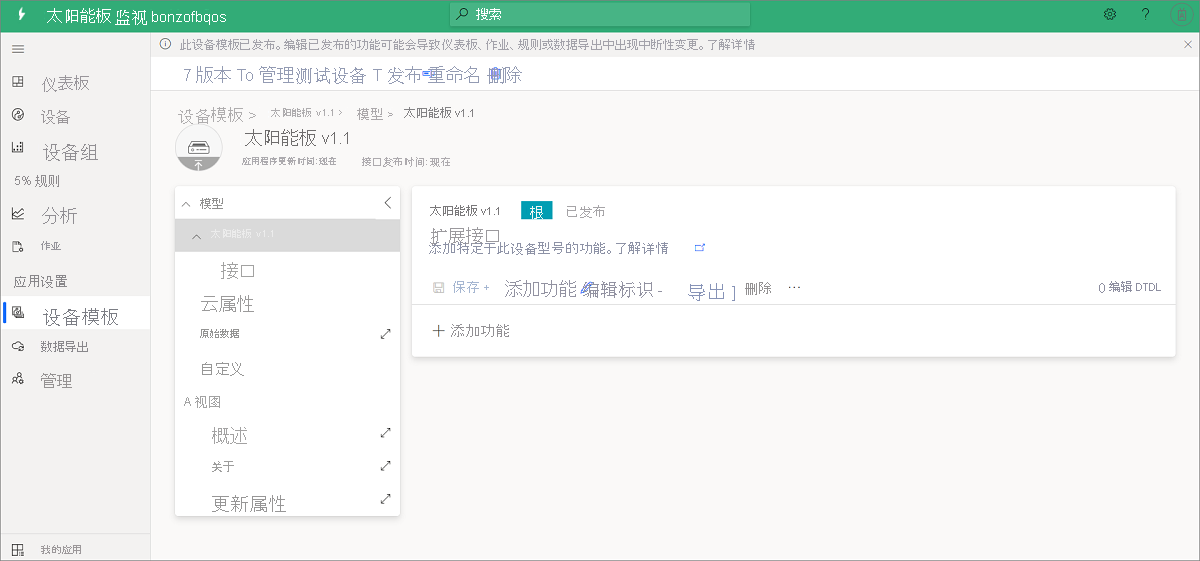 太阳能板 监视 bonzofbqos
搜索
?
此设备模板已发布。编辑已发布的功能可能会导致仪表板、作业、规则或数据导出中出现中断性变更。了解详情
7 版本 To 管理测试设备 T 发布 重命名 删除
设备模板 > 太阳能板 v1.1 > 模型 > 太阳能板 v1.1
太阳能板 v1.1
应用程序更新时间:现在 接口发布时间:现在
仪表板
设备
设备组
5% 规则
分析
作业
应用设置
设备模板
数据导出
管理
我的应用
模型
太阳能板 v1.1
接口
云属性
原始数据
自定义
A 视图
概述
关于
更新属性
太阳能板 v1.1 根 已发布
扩展接口
添加特定于此设备型号的功能。了解详情
保存 + 添加功能 编辑标识 - 导出 ] 删除 ... () 编辑 DTDL
+ 添加功能